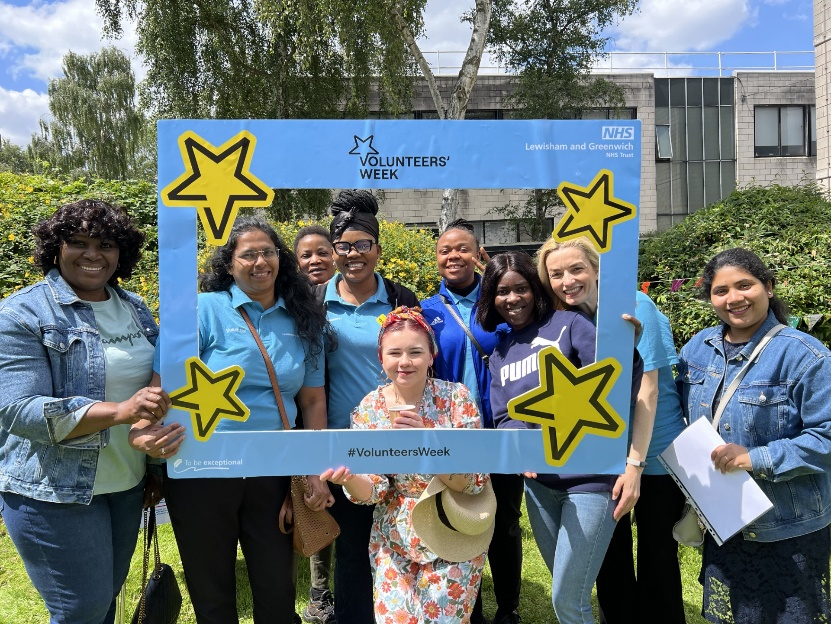 VOLUNTEERS'
WEEK
NHS
Lewisham and Greenwich
NHS Trust
PUMA
#VolunteersWeek
To be exceptional